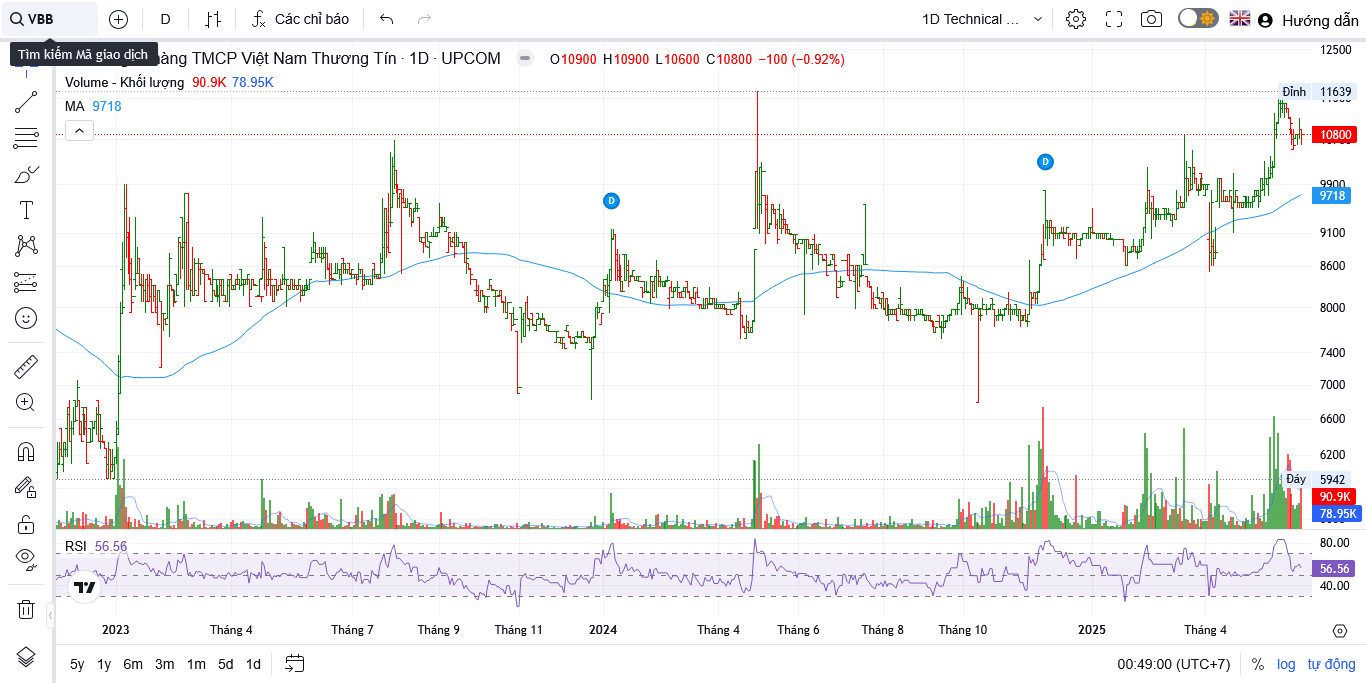 VBB
D
Các chỉ báo
1D Technical ...
Hướng dẫn
Tìm kiếm Mã giao dịch
hàng TMCP Việt Nam Thương Tín · 1D · UPCOM
O10900 H10900 L10600 C10800 −100 (−0.92%)
Volume - Khối lượng 90.9K 78.95K
MA 9718
12500
Đỉnh 11639
10800
9900
9718
9100
8600
8000
7400
7000
6600
6200
Đáy 5942
90.9K
78.95K
D
D
RSI 56.56
80.00
56.56
40.00
2023 Tháng 4 Tháng 7 Tháng 9 Tháng 11 2024 Tháng 4 Tháng 6 Tháng 8 Tháng 10 2025 Tháng 4
5y 1y 6m 3m 1m 5d 1d
00:49:00 (UTC+7) % log tự động